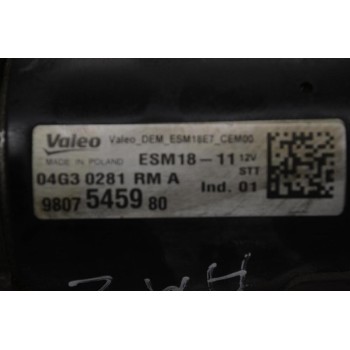 Valeo Valeo_DEM_ESM18E7_CEM00
MADE IN POLAND ESM18-11 12V
STT
04G3 0281 RM A Ind. 01
9807 5459 80